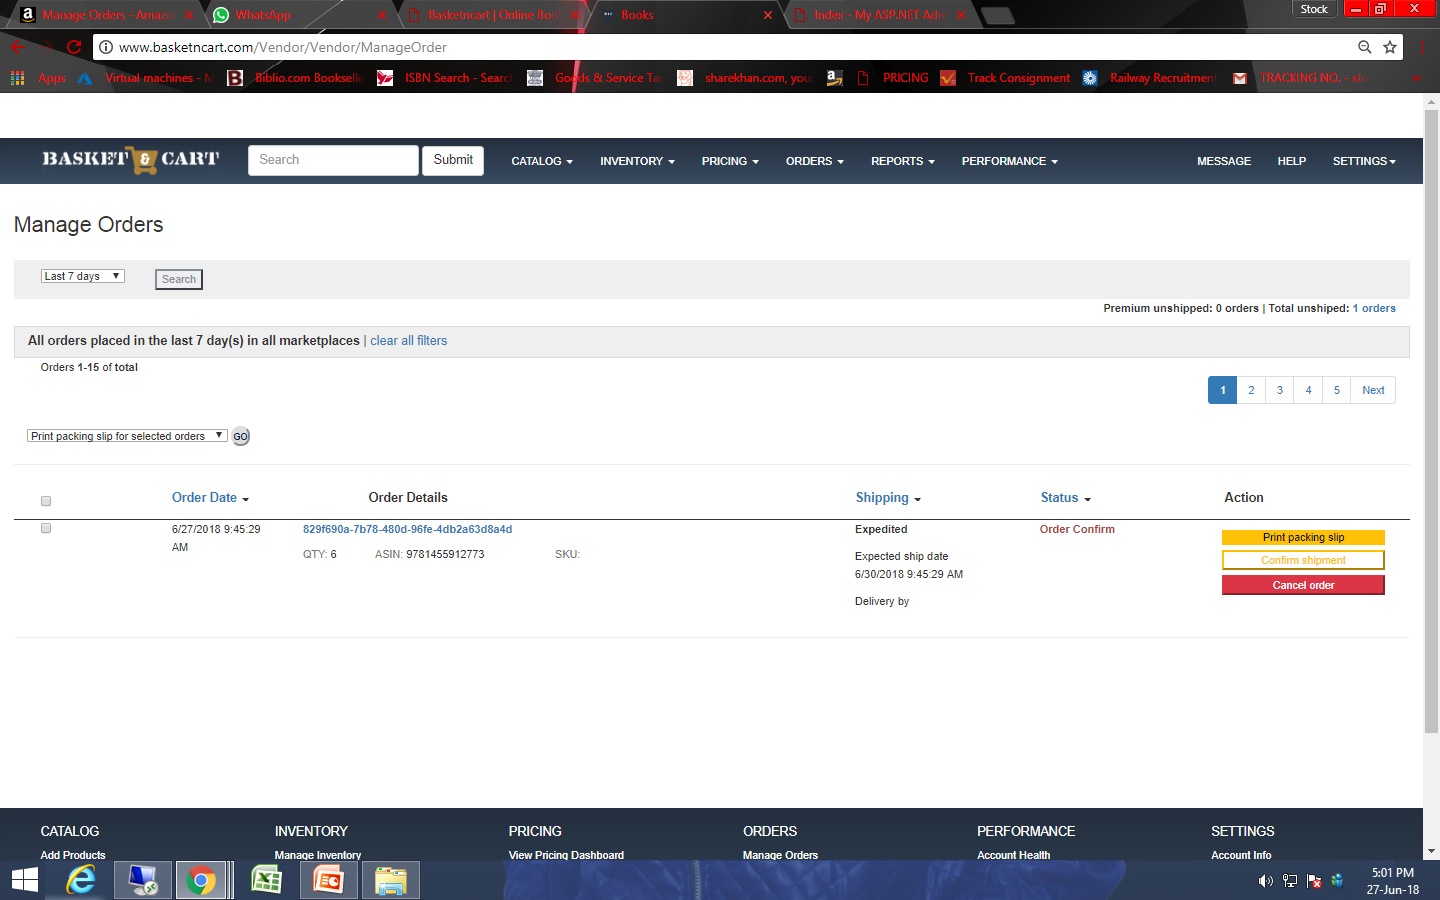 Manage Orders - Amazo
WhatsApp
Basketncart | Online Boo
Books
Index - My ASP.NET Adm
Stock
www.basketncart.com/Vendor/Vendor/ManageOrder
Apps
Virtual machines - M
Biblio.com Bookselle
ISBN Search - Search
Goods & Service Tax
sharekhan.com, your
PRICING
Track Consignment
Railway Recruitment
TRACKING NO. - sto
BASKET & CART
Search
Submit
CATALOG
INVENTORY
PRICING
ORDERS
REPORTS
PERFORMANCE
MESSAGE
HELP
SETTINGS
Manage Orders
Last 7 days
Search
Premium unshipped: 0 orders | Total unshiped: 1 orders
All orders placed in the last 7 day(s) in all marketplaces | clear all filters
Orders 1-15 of total
1 2 3 4 5 Next
Print packing slip for selected orders GO
Order Date
Order Details
Shipping
Status
Action
6/27/2018 9:45:29
AM
829f690a-7b78-480d-96fe-4db2a63d8a4d
QTY: 6 ASIN: 9781455912773 SKU:
Expedited
Expected ship date
6/30/2018 9:45:29 AM
Delivery by
Order Confirm
Print packing slip
Confirm shipment
Cancel order
CATALOG
INVENTORY
PRICING
ORDERS
PERFORMANCE
SETTINGS
Add Products
Manage Inventory
View Pricing Dashboard
Manage Orders
Account Health
Account Info
5:01 PM
27-Jun-18